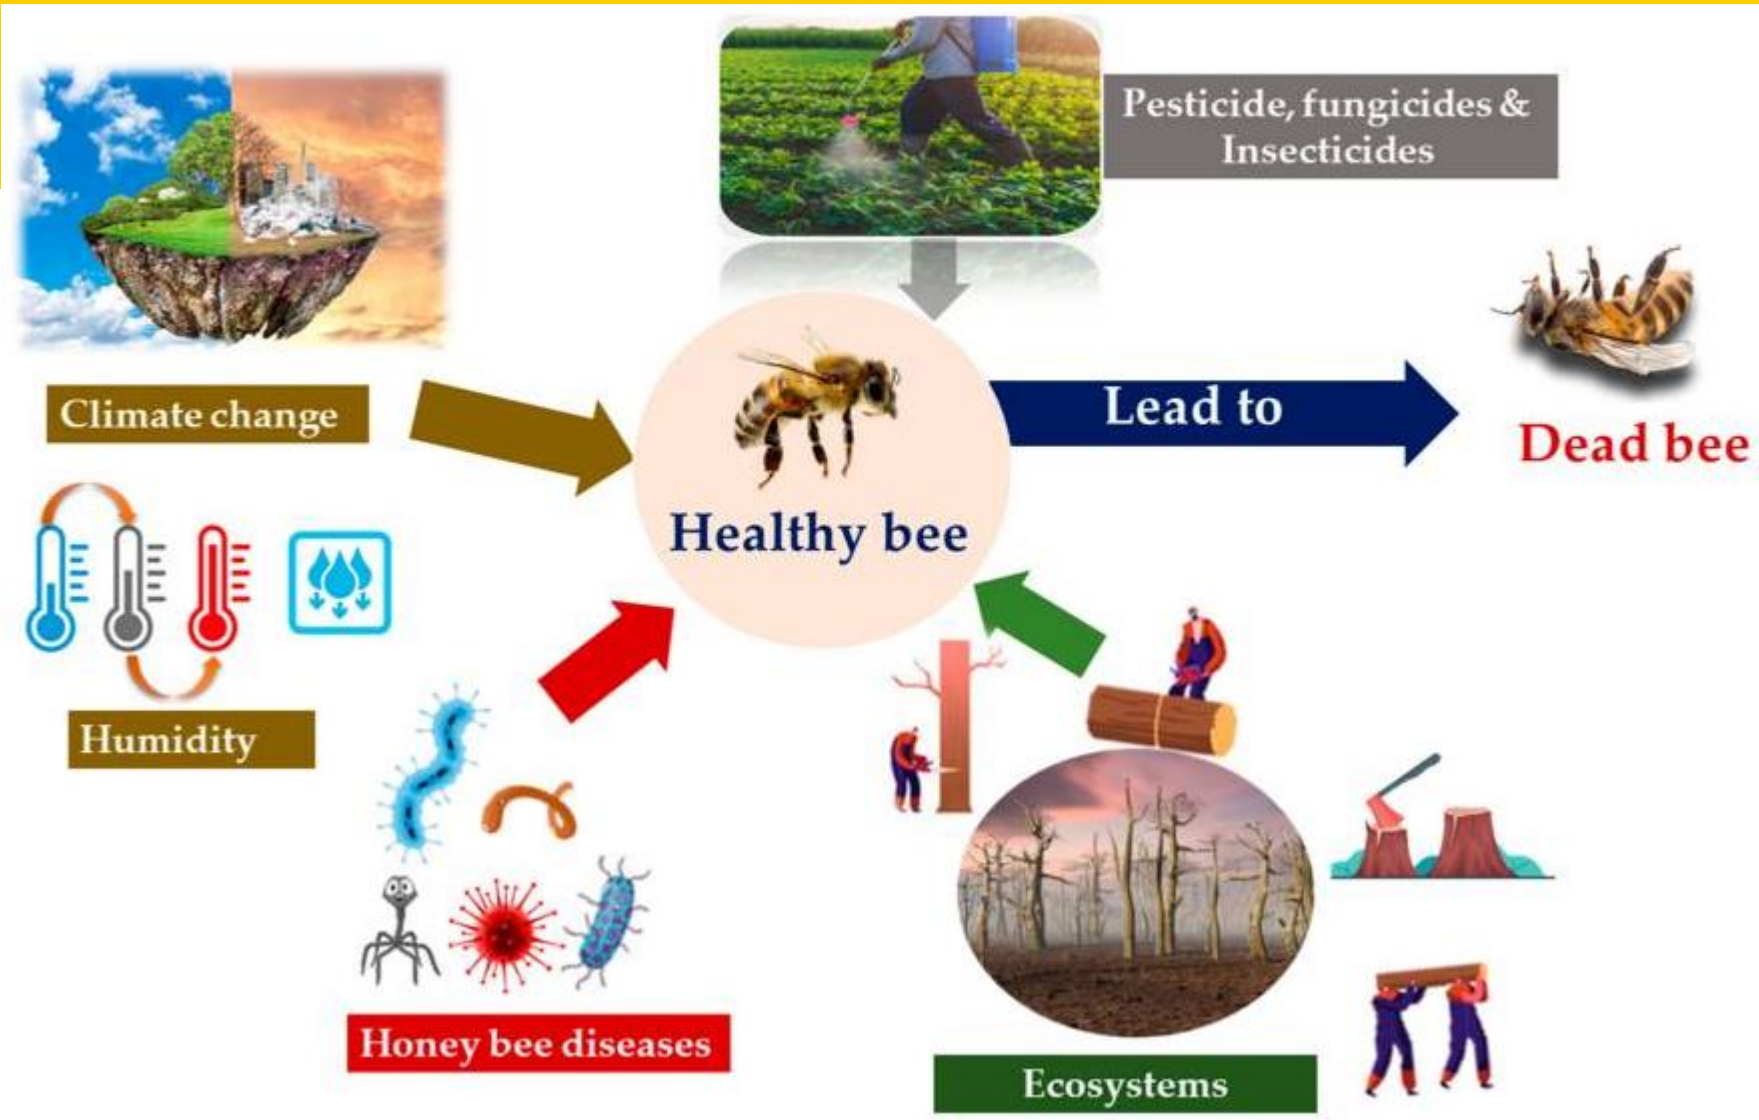 Pesticide, fungicides &
Insecticides
Climate change
Lead to
Dead bee
Healthy bee
Humidity
Honey bee diseases
Ecosystems